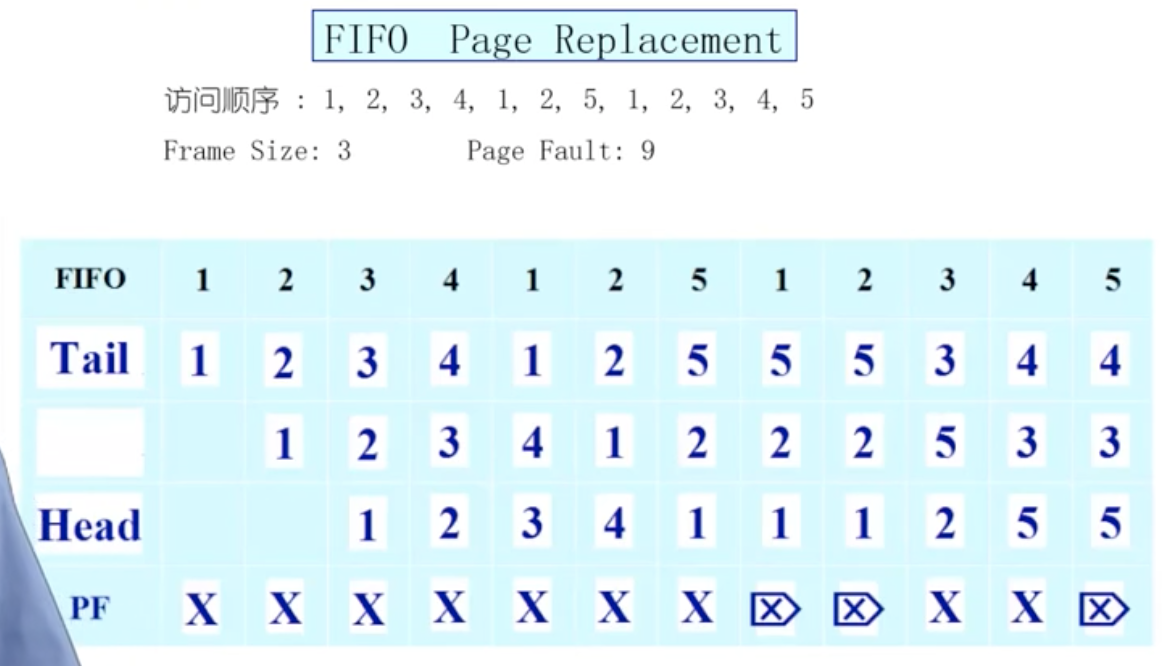 FIFO Page Replacement
访问顺序 : 1, 2, 3, 4, 1, 2, 5, 1, 2, 3, 4, 5
Frame Size: 3 Page Fault: 9
FIFO 1 2 3 4 1 2 5 1 2 3 4 5
Tail 1 2 3 4 1 2 5 5 5 3 4 4
1 2 3 4 1 2 2 2 5 3 3
Head 1 2 3 4 1 1 1 2 5 5
PF X X X X X X X ⌦ ⌦ X X ⌦